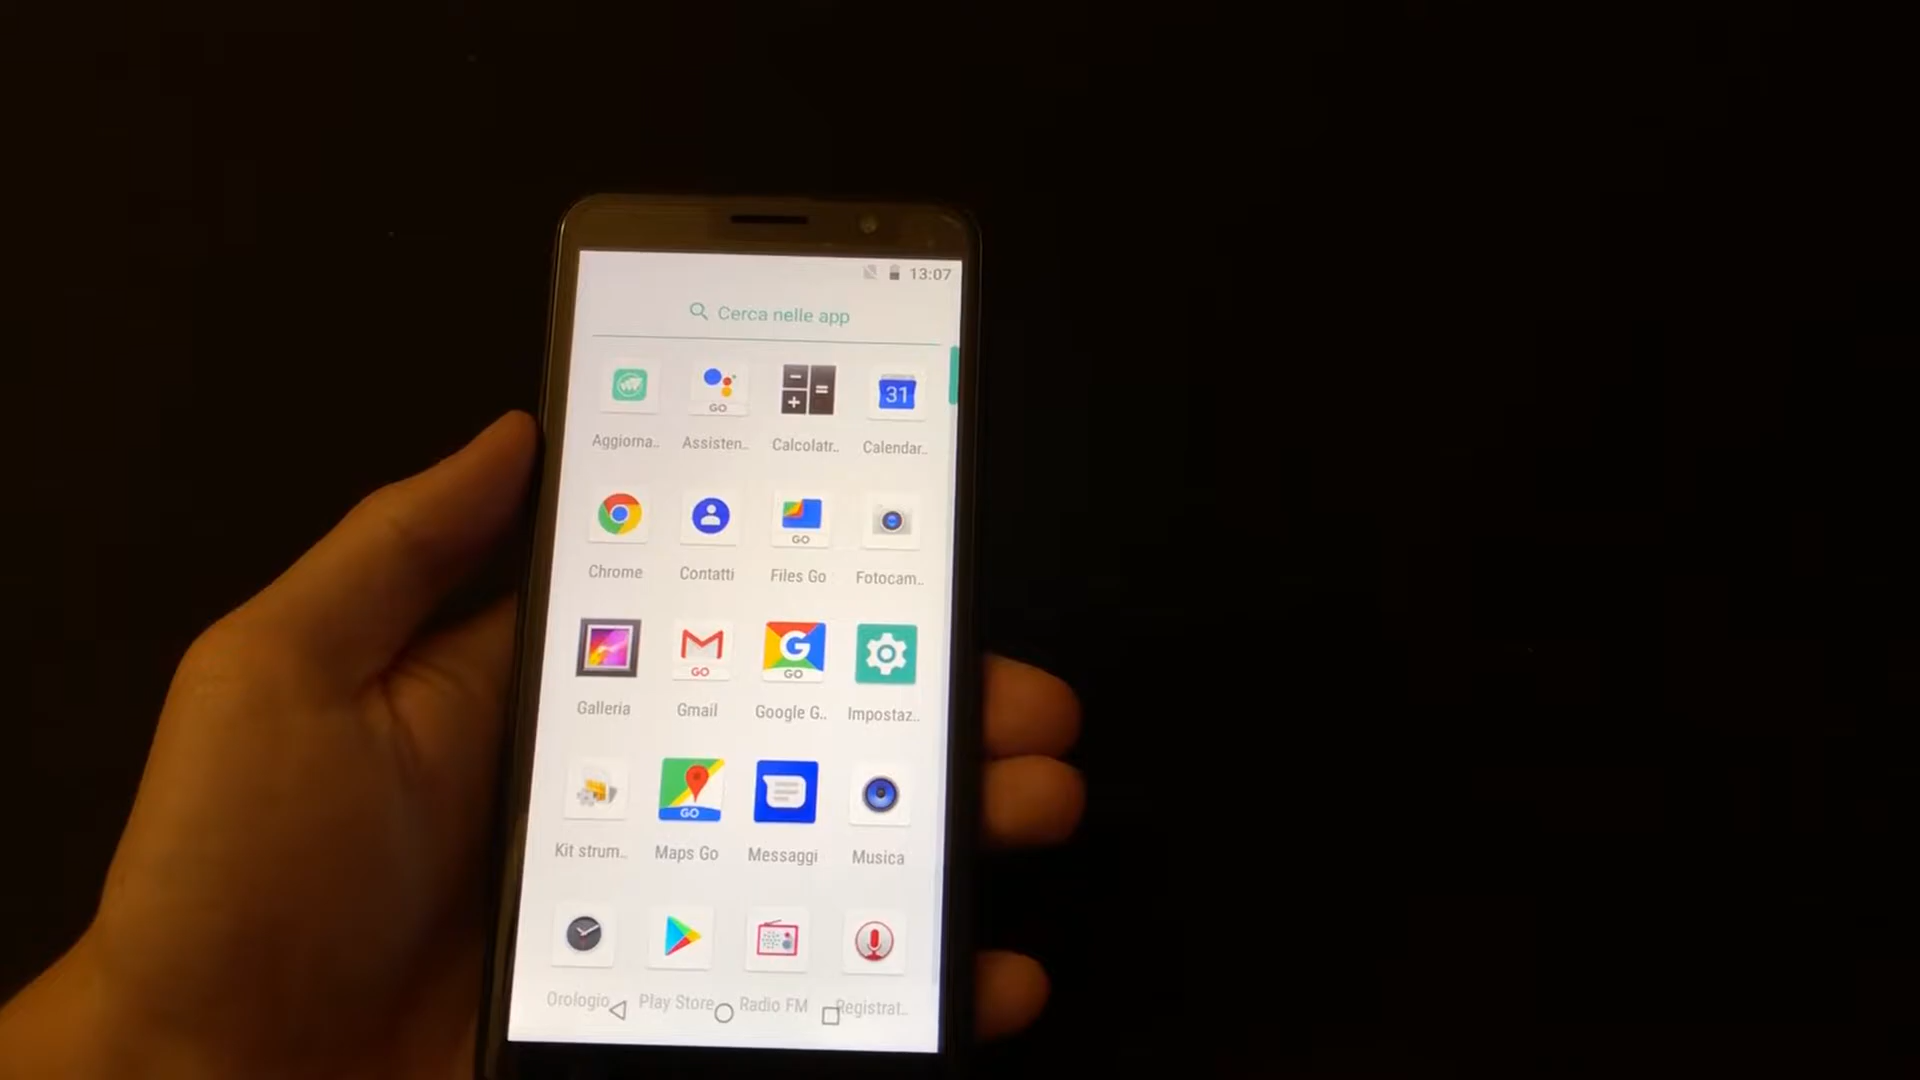 13:07
Cerca nelle app
31
GO
Aggiorna.. Assisten.. Calcolatr.. Calendar..
GO
Chrome Contatti Files Go Fotocam..
GO
G
GO
Galleria Gmail Google G.. Impostaz..
GO
Kit strum.. Maps Go Messaggi Musica
Orologio Play Store Radio FM Registrat..